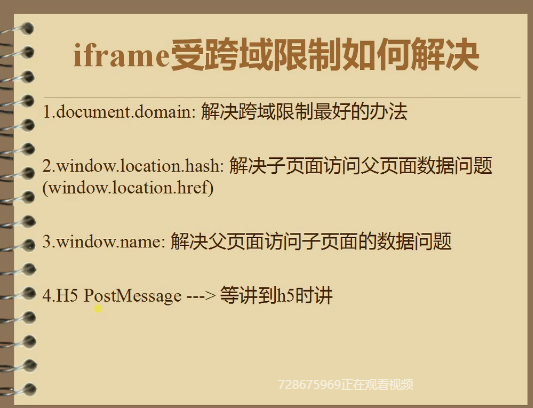 iframe受跨域限制如何解决
1.document.domain: 解决跨域限制最好的办法
2.window.location.hash: 解决子页面访问父页面数据问题
(window.location.href)
3.window.name: 解决父页面访问子页面的数据问题
4.H5 PostMessage ---> 等讲到h5时讲
728675969正在观看视频